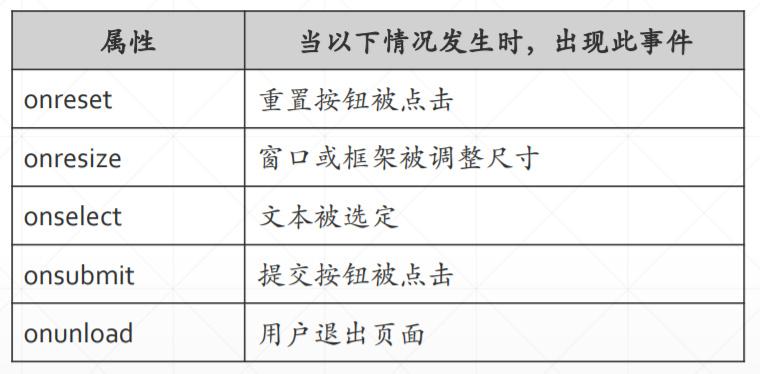 属性 当以下情况发生时，出现此事件
onreset 重置按钮被点击
onresize 窗口或框架被调整尺寸
onselect 文本被选定
onsubmit 提交按钮被点击
onunload 用户退出页面